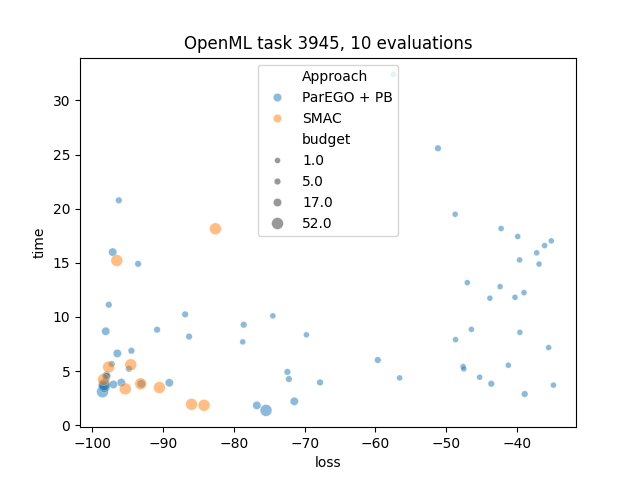 OpenML task 3945, 10 evaluations
time
30
25
20
15
10
5
0
Approach
ParEGO + PB
SMAC
budget
1.0
5.0
17.0
52.0
−100
−90
−80
−70
−60
−50
−40
loss